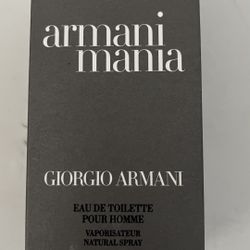 armani
mania
GIORGIO ARMANI
EAU DE TOILETTE
POUR HOMME
VAPORISATEUR
NATURAL SPRAY